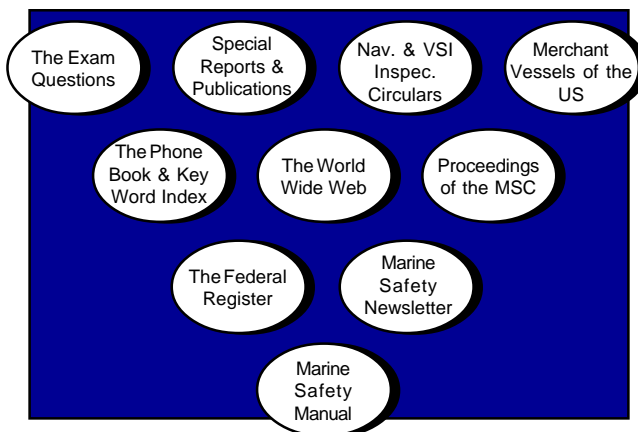 The Exam
Questions
Special
Reports &
Publications
Nav. & VSI
Inspec.
Circulars
Merchant
Vessels of the
US
The Phone
Book & Key
Word Index
The World
Wide Web
Proceedings
of the MSC
The Federal
Register
Marine
Safety
Newsletter
Marine
Safety
Manual